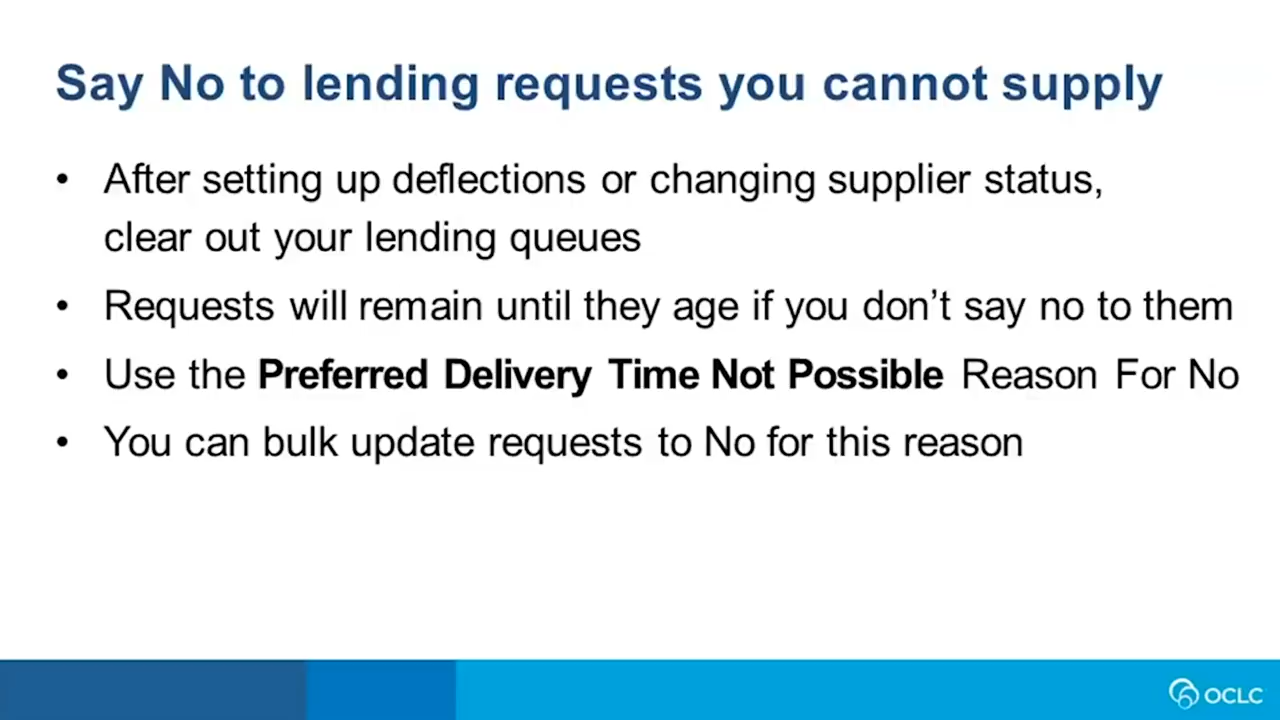 Say No to lending requests you cannot supply
• After setting up deflections or changing supplier status,
clear out your lending queues
• Requests will remain until they age if you don’t say no to them
• Use the Preferred Delivery Time Not Possible Reason For No
• You can bulk update requests to No for this reason
OCLC